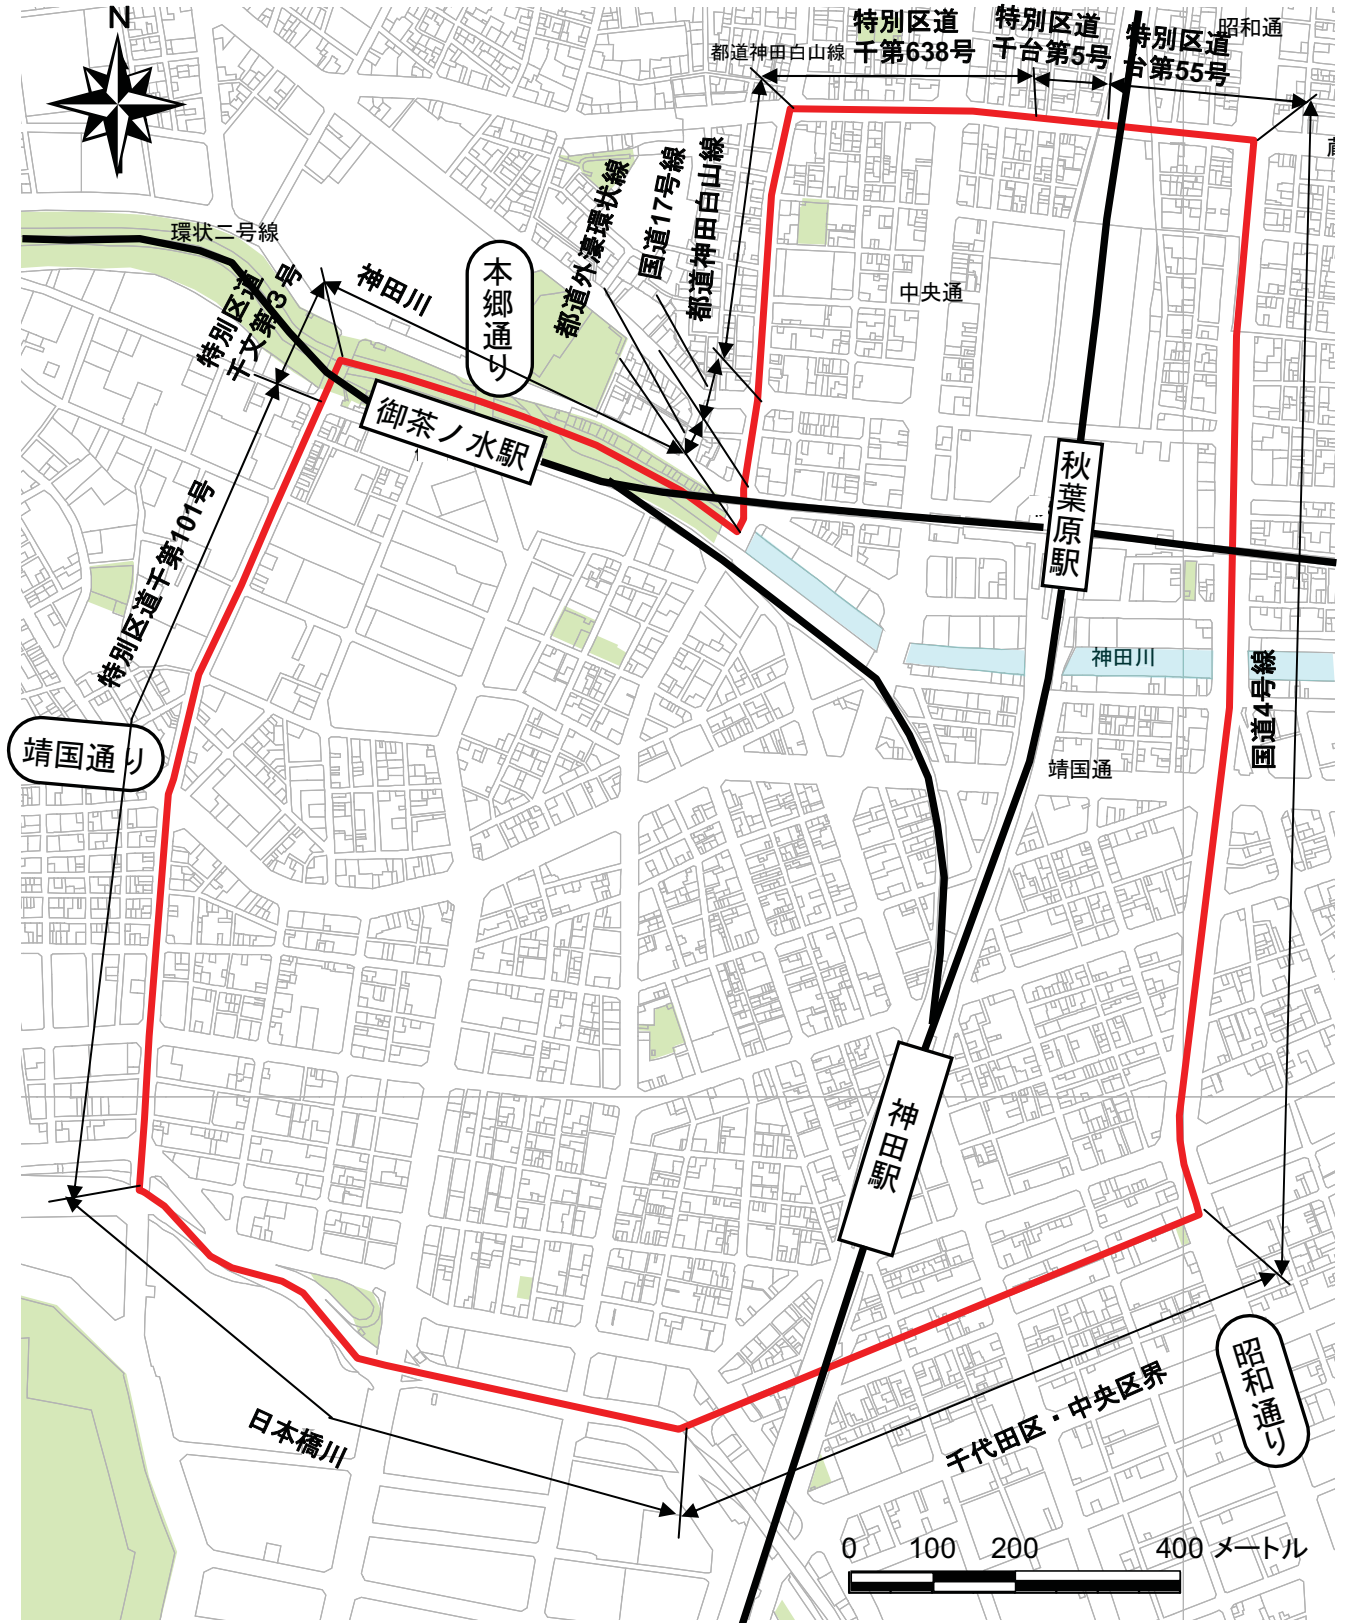 N
特別区道
千第638号
特別区道
千台第5号
特別区道
台第55号
昭和通
都道神田白山線
都道外濠環状線
国道17号線
都道神田白山線
環状二号線
特別区道
千文第3号
神田川
本郷通り
中央通
御茶ノ水駅
秋葉原駅
特別区道千第101号
神田川
国道4号線
靖国通り
靖国通
神田駅
日本橋川
千代田区・中央区界
昭和通り
0 100 200 400 メートル